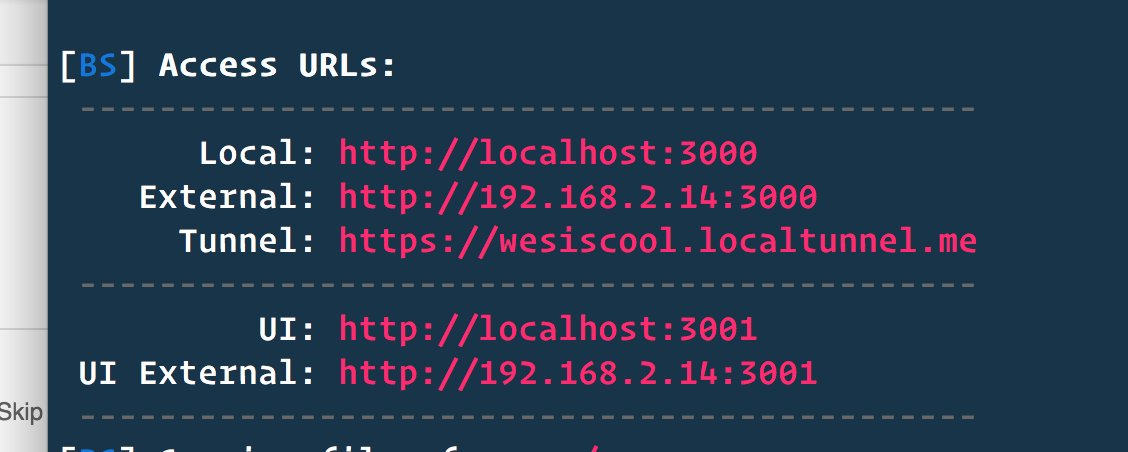 [BS] Access URLs:
---------------------------------------------
Local: http://localhost:3000
External: http://192.168.2.14:3000
Tunnel: https://wesiscool.localtunnel.me
---------------------------------------------
UI: http://localhost:3001
UI External: http://192.168.2.14:3001
---------------------------------------------
Skip